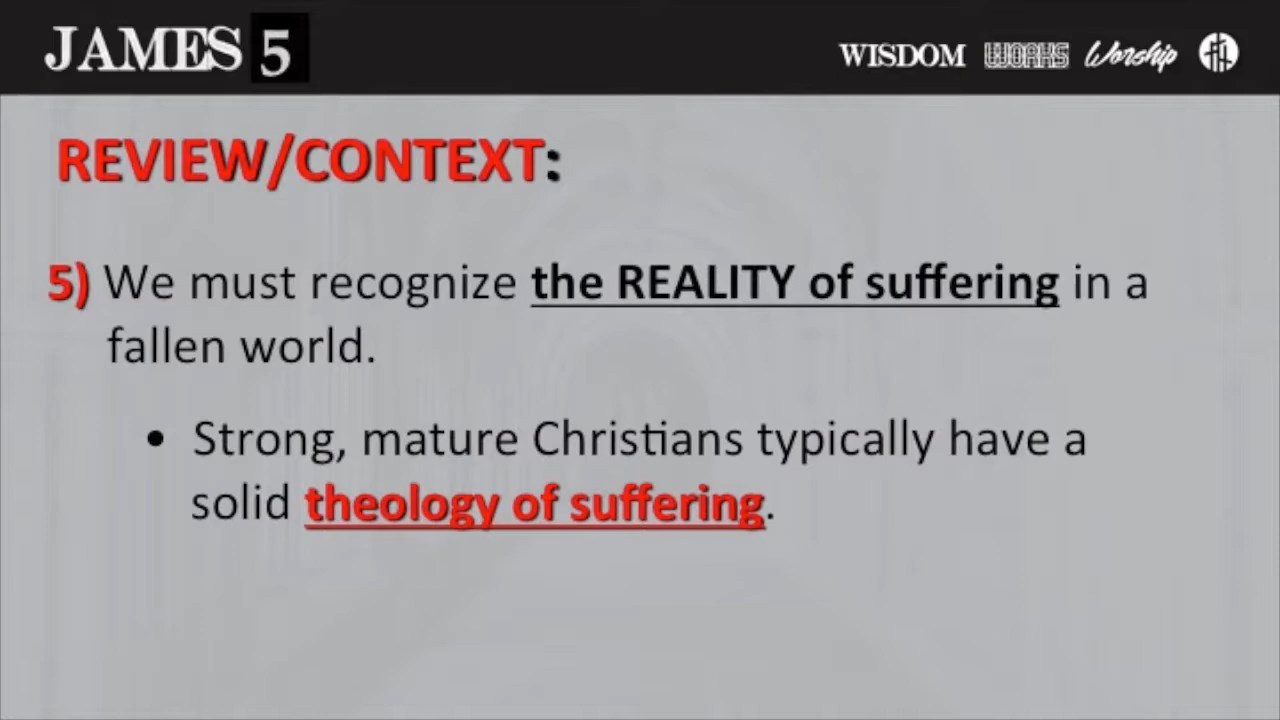 JAMES 5
WISDOM WORKS Worship
REVIEW/CONTEXT:
5) We must recognize the REALITY of suffering in a
fallen world.
• Strong, mature Christians typically have a
solid theology of suffering.